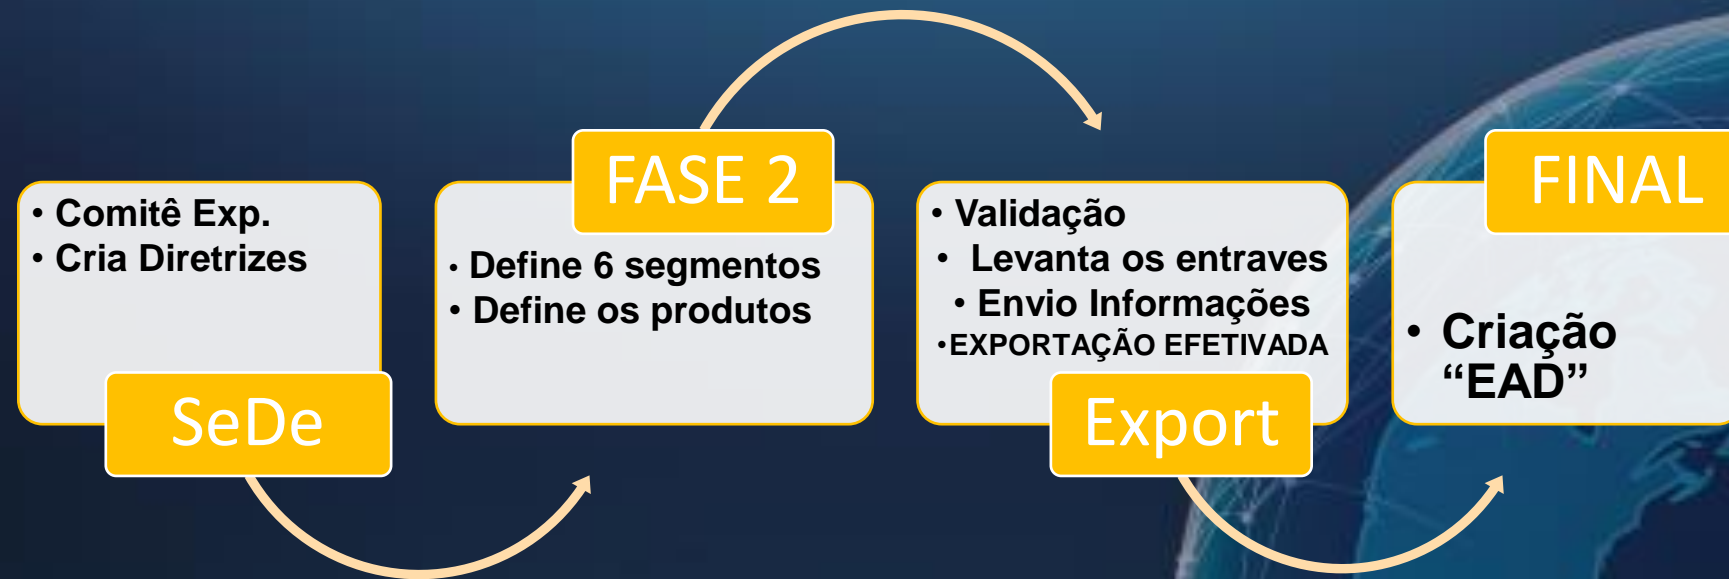 • Comitê Exp.
• Cria Diretrizes
SeDe
FASE 2
• Define 6 segmentos
• Define os produtos
• Validação
• Levanta os entraves
• Envio Informações
•EXPORTAÇÃO EFETIVADA
Export
FINAL
• Criação
“EAD”